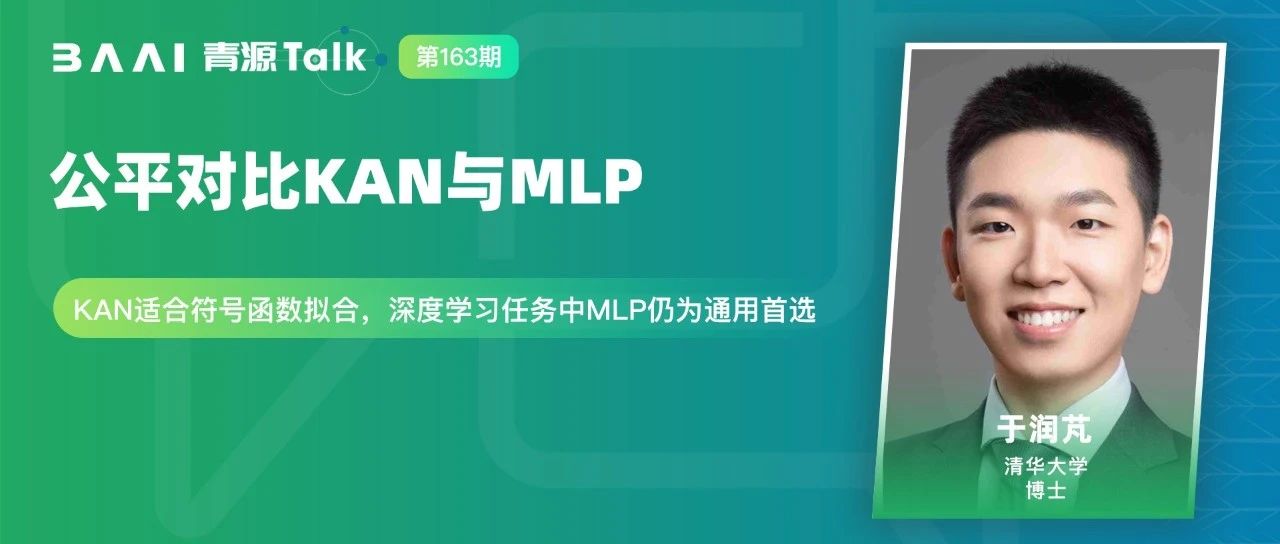 BAAI 青源Talk 第163期
公平对比KAN与MLP
KAN适合符号函数拟合，深度学习任务中MLP仍为通用首选
于润芃
清华大学
博士